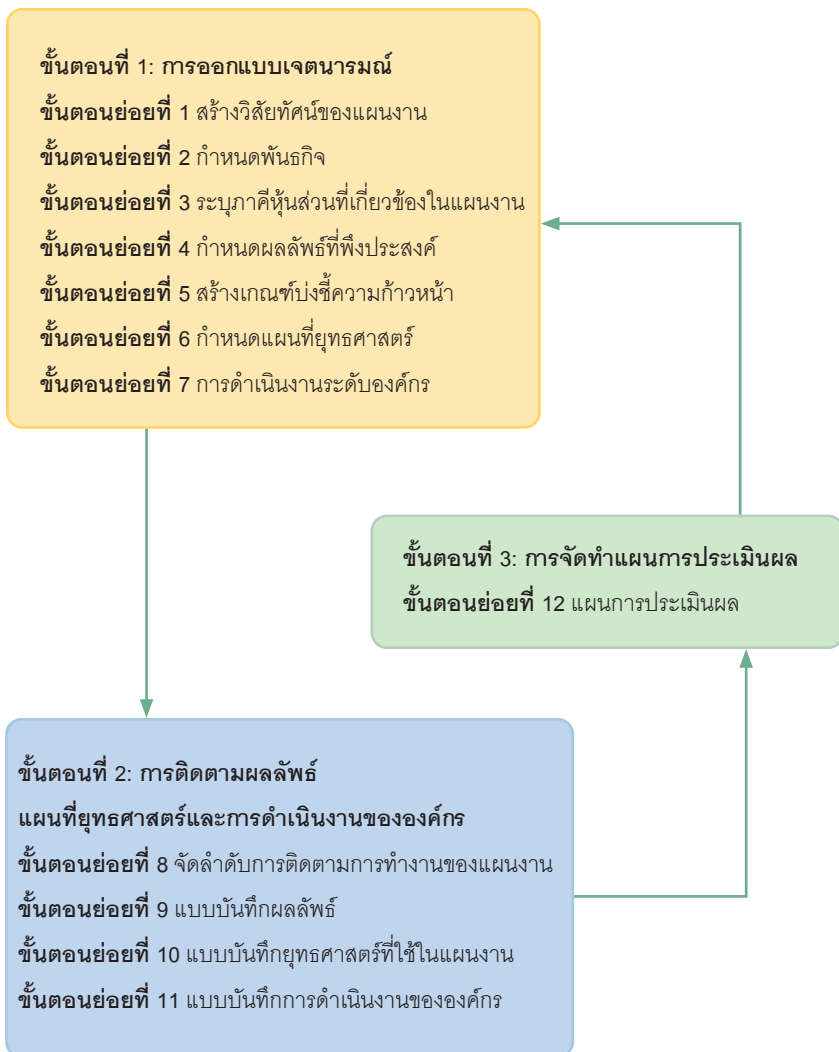 ขั้นตอนที่ 1: การออกแบบเจตนารมณ์
ขั้นตอนย่อยที่ 1 สร้างวิสัยทัศน์ของแผนงาน
ขั้นตอนย่อยที่ 2 กำหนดพันธกิจ
ขั้นตอนย่อยที่ 3 ระบุภาคีหุ้นส่วนที่เกี่ยวข้องในแผนงาน
ขั้นตอนย่อยที่ 4 กำหนดผลลัพธ์ที่พึงประสงค์
ขั้นตอนย่อยที่ 5 สร้างเกณฑ์บ่งชี้ความก้าวหน้า
ขั้นตอนย่อยที่ 6 กำหนดแผนที่ยุทธศาสตร์
ขั้นตอนย่อยที่ 7 การดำเนินงานระดับองค์กร
ขั้นตอนที่ 2: การติดตามผลลัพธ์
แผนที่ยุทธศาสตร์และการดำเนินงานขององค์กร
ขั้นตอนย่อยที่ 8 จัดลำดับการติดตามการทำงานของแผนงาน
ขั้นตอนย่อยที่ 9 แบบบันทึกผลลัพธ์
ขั้นตอนย่อยที่ 10 แบบบันทึกยุทธศาสตร์ที่ใช้ในแผนงาน
ขั้นตอนย่อยที่ 11 แบบบันทึกการดำเนินงานขององค์กร
ขั้นตอนที่ 3: การจัดทำแผนการประเมินผล
ขั้นตอนย่อยที่ 12 แผนการประเมินผล